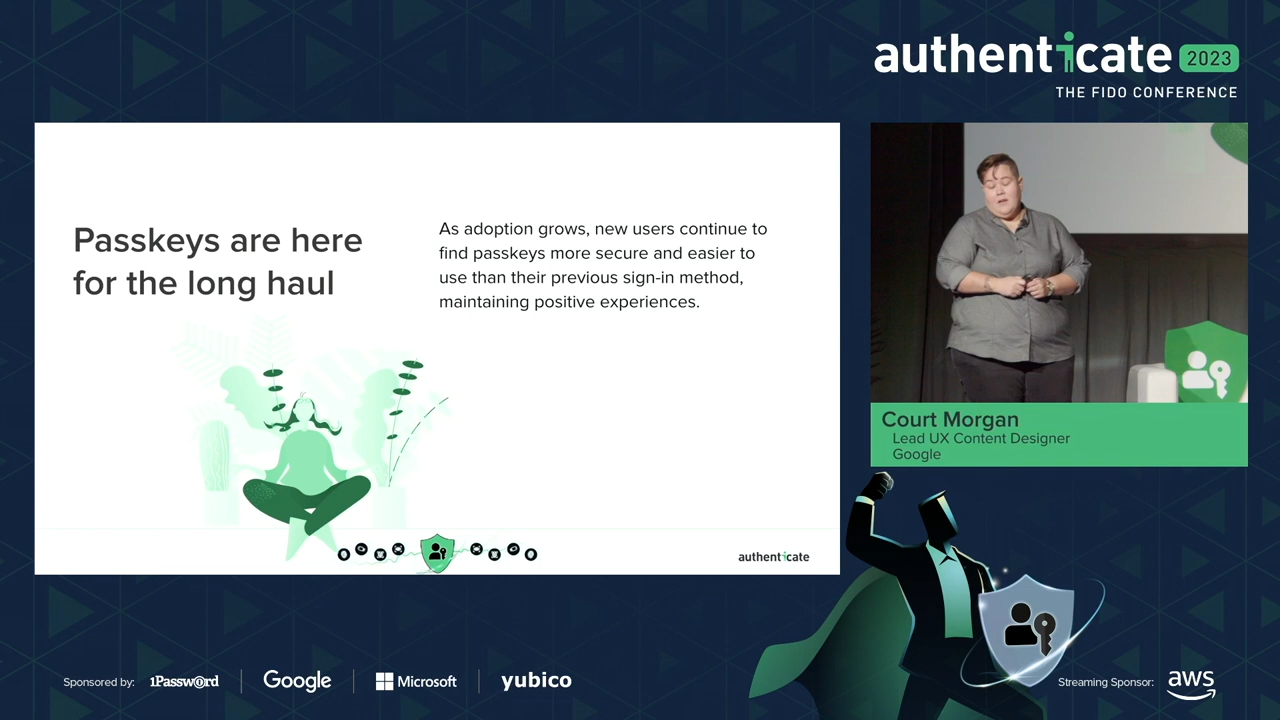 authenticate 2023
THE FIDO CONFERENCE
Passkeys are here
for the long haul
As adoption grows, new users continue to
find passkeys more secure and easier to
use than their previous sign-in method,
maintaining positive experiences.
authenticate
Court Morgan
Lead UX Content Designer
Google
Sponsored by:
1Password
Google
Microsoft
yubico
Streaming Sponsor:
aws